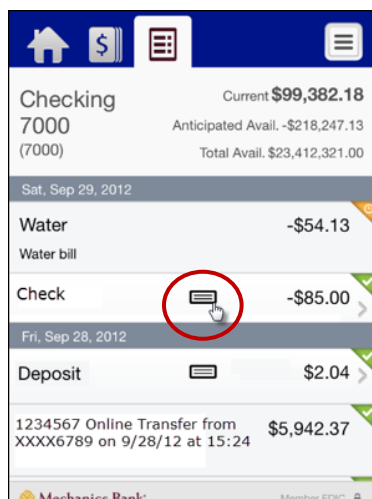 $
Checking Current $99,382.18
7000 Anticipated Avail. -$218,247.13
(7000) Total Avail. $23,412,321.00
Sat, Sep 29, 2012
Water -$54.13
Water bill
Check -$85.00
Fri, Sep 28, 2012
Deposit $2.04
1234567 Online Transfer from
XXXX6789 on 9/28/12 at 15:24 $5,942.37
Mechanics Bank Member FDIC